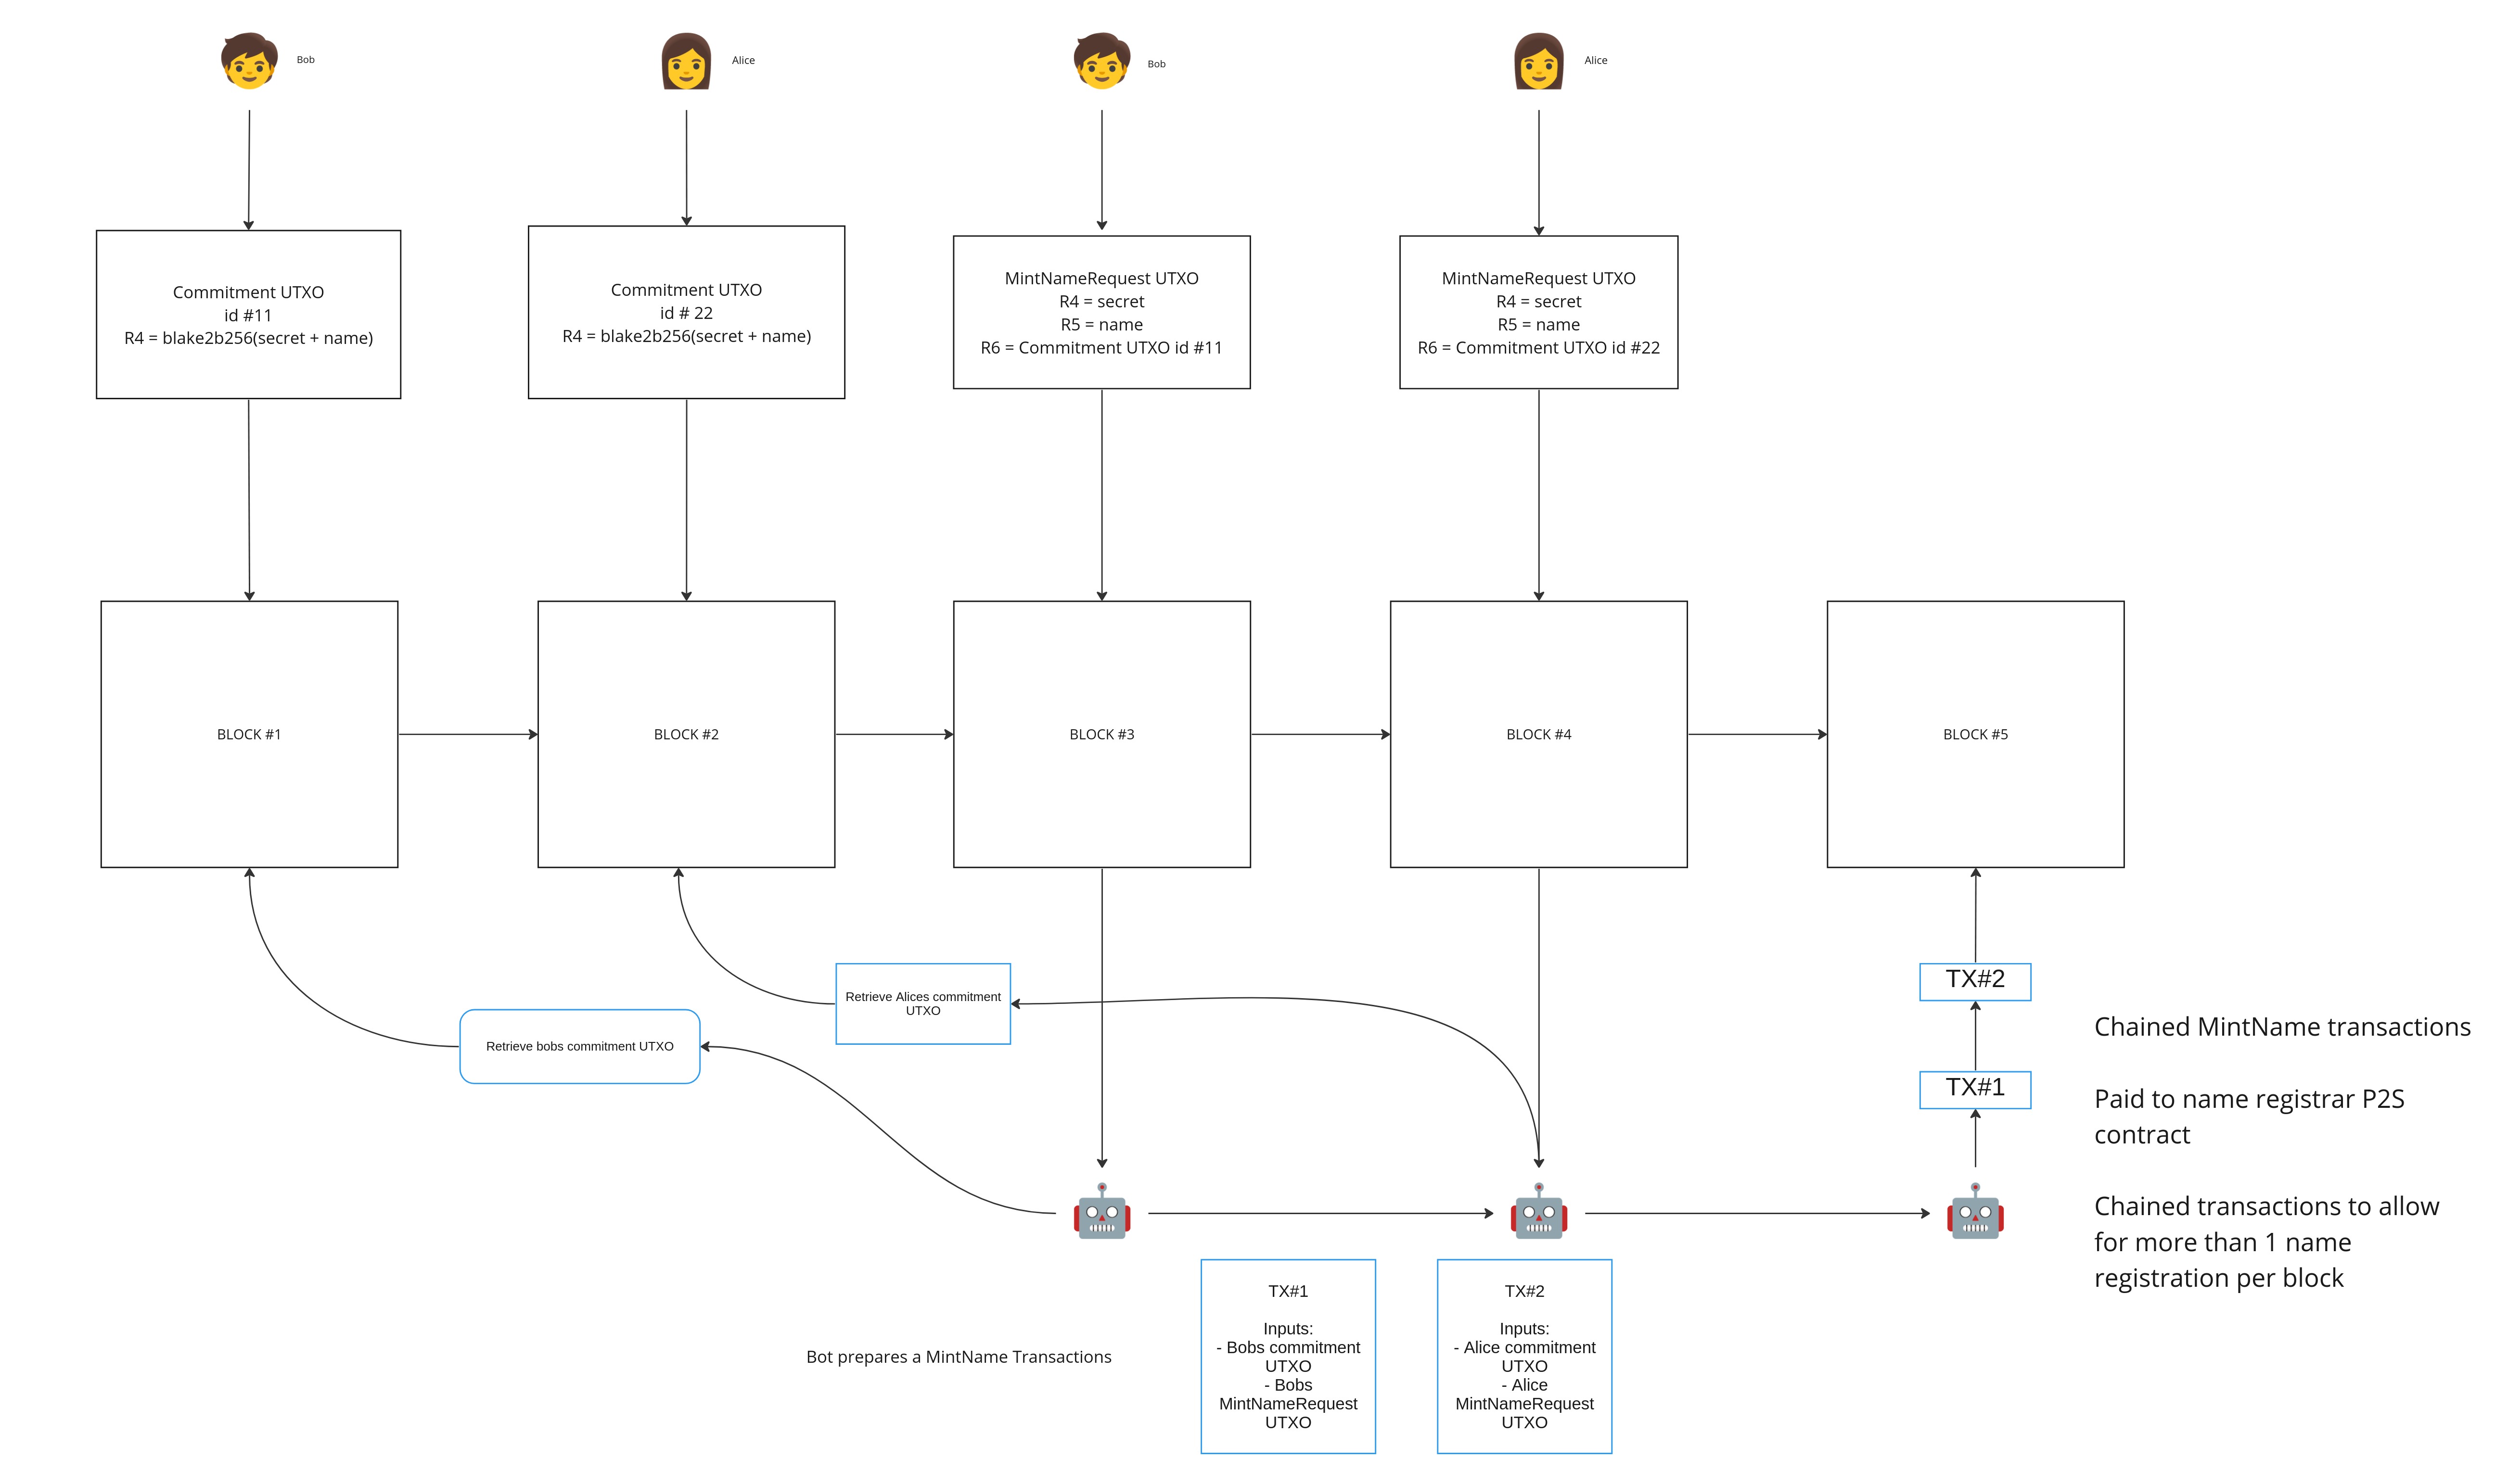 Bob
Alice
Bob
Alice
Commitment UTXO
id #11
R4 = blake2b256(secret + name)
Commitment UTXO
id # 22
R4 = blake2b256(secret + name)
MintNameRequest UTXO
R4 = secret
R5 = name
R6 = Commitment UTXO id #11
MintNameRequest UTXO
R4 = secret
R5 = name
R6 = Commitment UTXO id #22
BLOCK #1
BLOCK #2
BLOCK #3
BLOCK #4
BLOCK #5
Retrieve Alices commitment
UTXO
Retrieve bobs commitment UTXO
TX#2
TX#1
Chained MintName transactions
Paid to name registrar P2S
contract
Chained transactions to allow
for more than 1 name
registration per block
Bot prepares a MintName Transactions
TX#1
Inputs:
- Bobs commitment
UTXO
- Bobs
MintNameRequest
UTXO
TX#2
Inputs:
- Alice commitment
UTXO
- Alice
MintNameRequest
UTXO